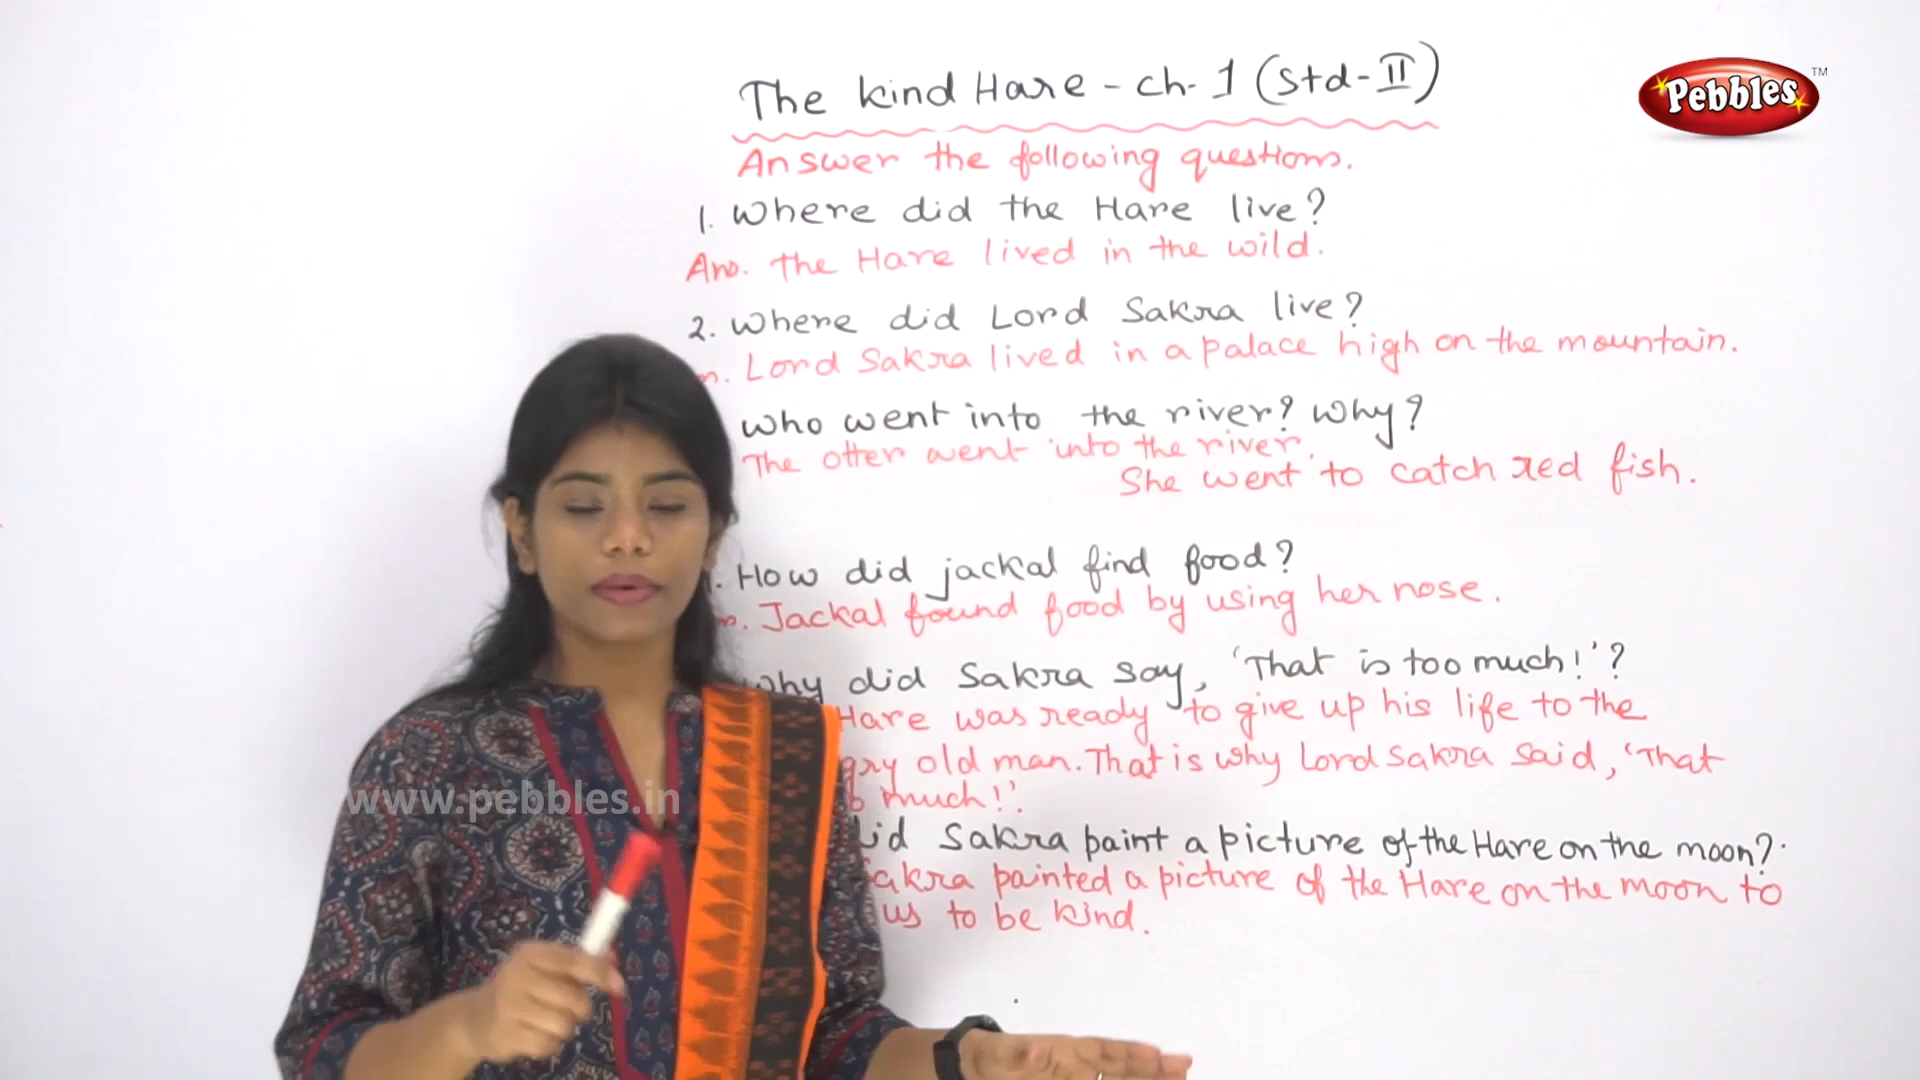 The kind Hare - ch. 1 (Std - II)
Pebbles TM
Answer the following questions.
1. Where did the Hare live?
Ans. the Hare lived in the wild.
2. Where did Lord Sakra live?
Lord Sakra lived in a palace high on the mountain.
Who went into the river? Why?
The otter went into the river.
She went to catch red fish.
How did jackal find food?
Jackal found food by using her nose.
Why did Sakra say, 'That is too much!'?
Hare was ready to give up his life to the
old man. That is why Lord Sakra said, 'That
much!'.
www.pebbles.in
did Sakra paint a picture of the Hare on the moon?
Sakra painted a picture of the Hare on the moon to
us to be kind.